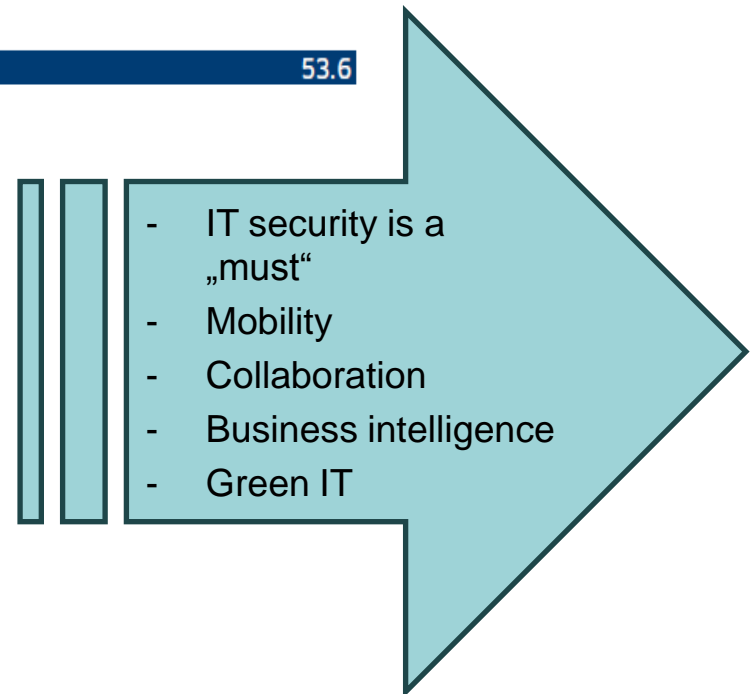 53.6
- IT security is a
„must“
- Mobility
- Collaboration
- Business intelligence
- Green IT